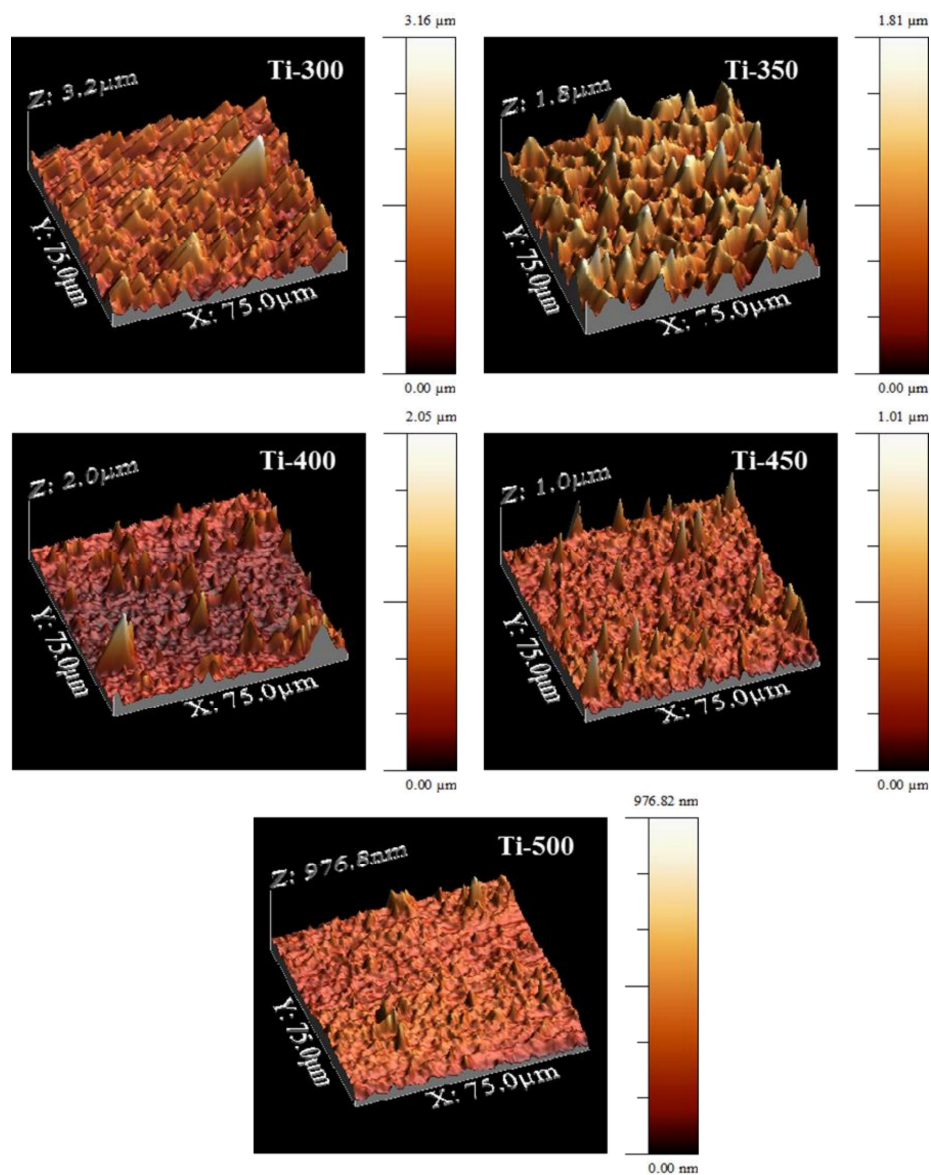 3.16 µm
Ti-300
Z: 3.2µm
Y: 75.0µm
X: 75.0µm
0.00 µm
1.81 µm
Ti-350
Z: 1.8µm
Y: 75.0µm
X: 75.0µm
0.00 µm
2.05 µm
Ti-400
Z: 2.0µm
Y: 75.0µm
X: 75.0µm
0.00 µm
1.01 µm
Ti-450
Z: 1.0µm
Y: 75.0µm
X: 75.0µm
0.00 µm
976.82 nm
Ti-500
Z: 976.8nm
Y: 75.0µm
X: 75.0µm
0.00 nm